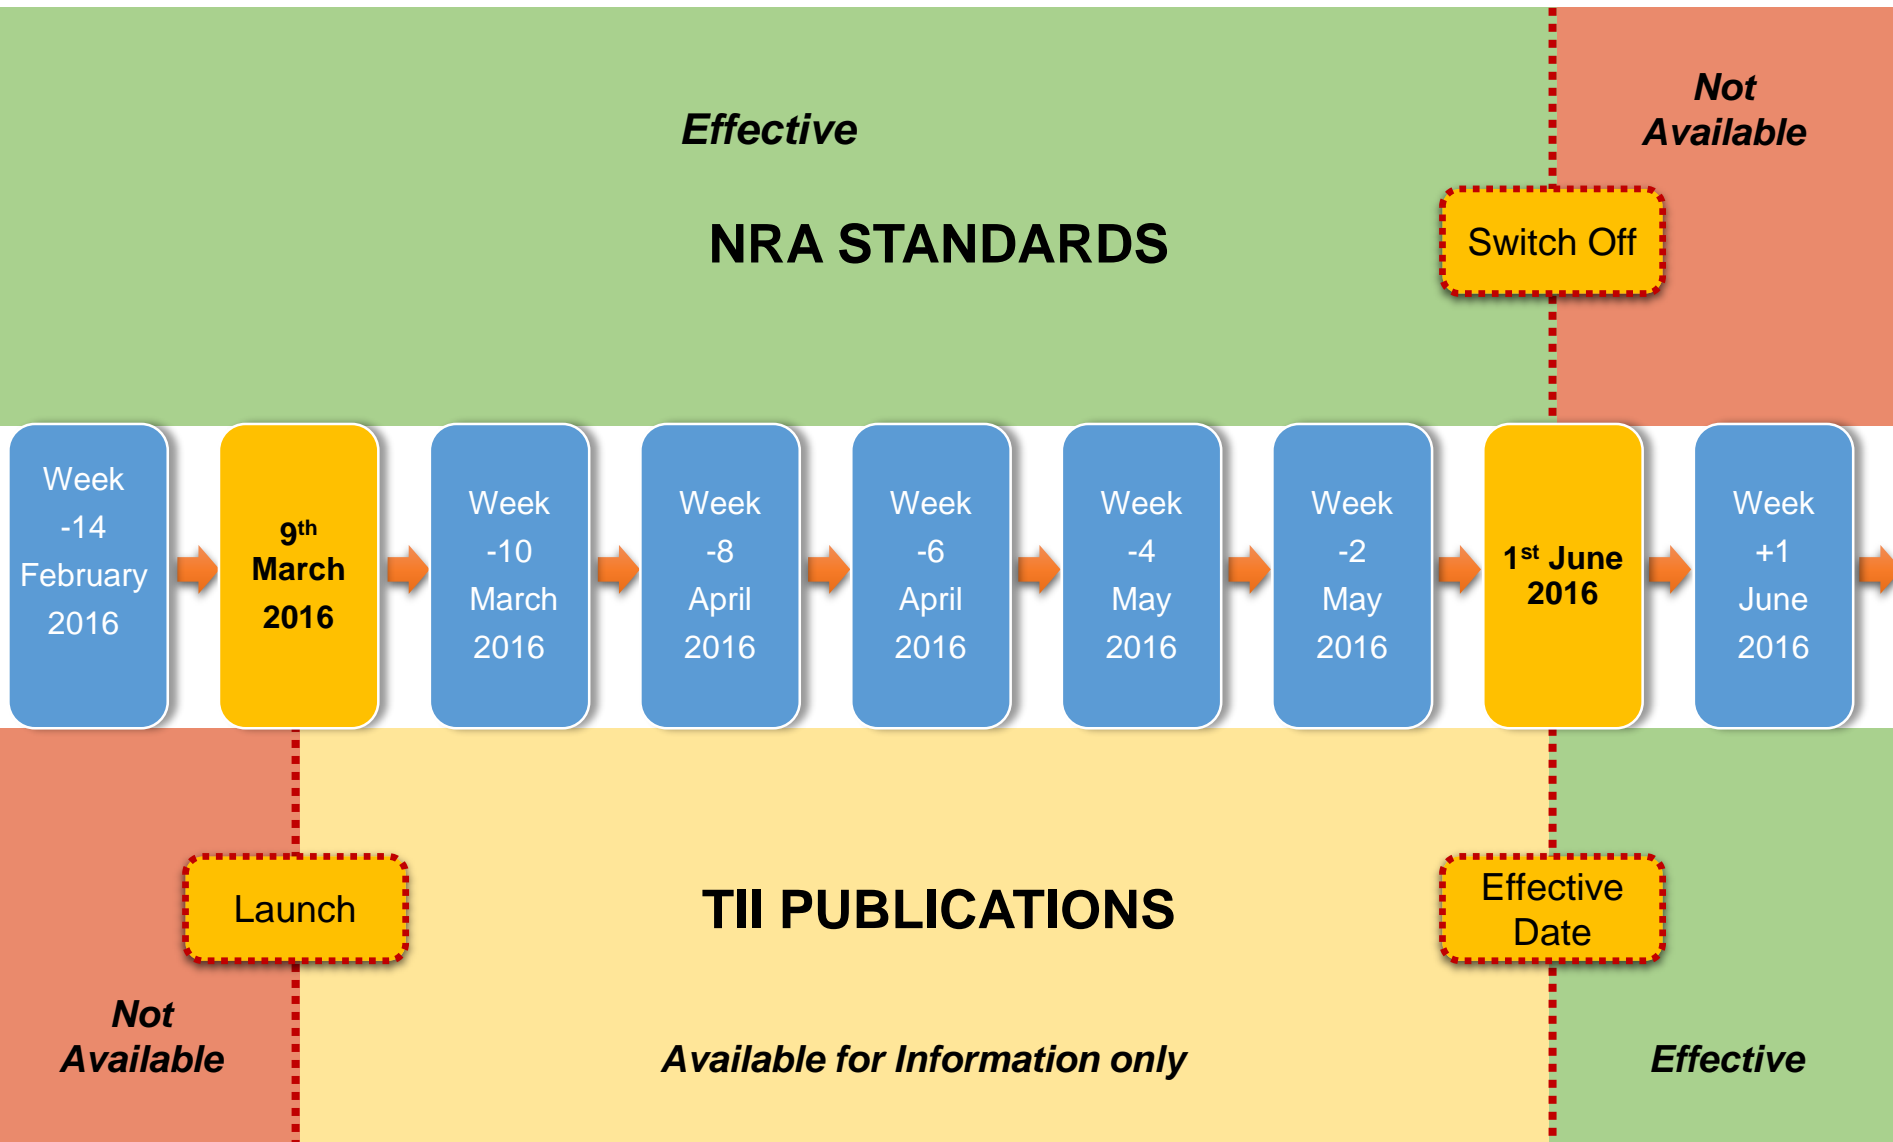 Effective
Not
Available
NRA STANDARDS
Switch Off
Week
-14
February
2016
9th
March
2016
Week
-10
March
2016
Week
-8
April
2016
Week
-6
April
2016
Week
-4
May
2016
Week
-2
May
2016
1st June
2016
Week
+1
June
2016
Launch
TII PUBLICATIONS
Effective
Date
Not
Available
Available for Information only
Effective